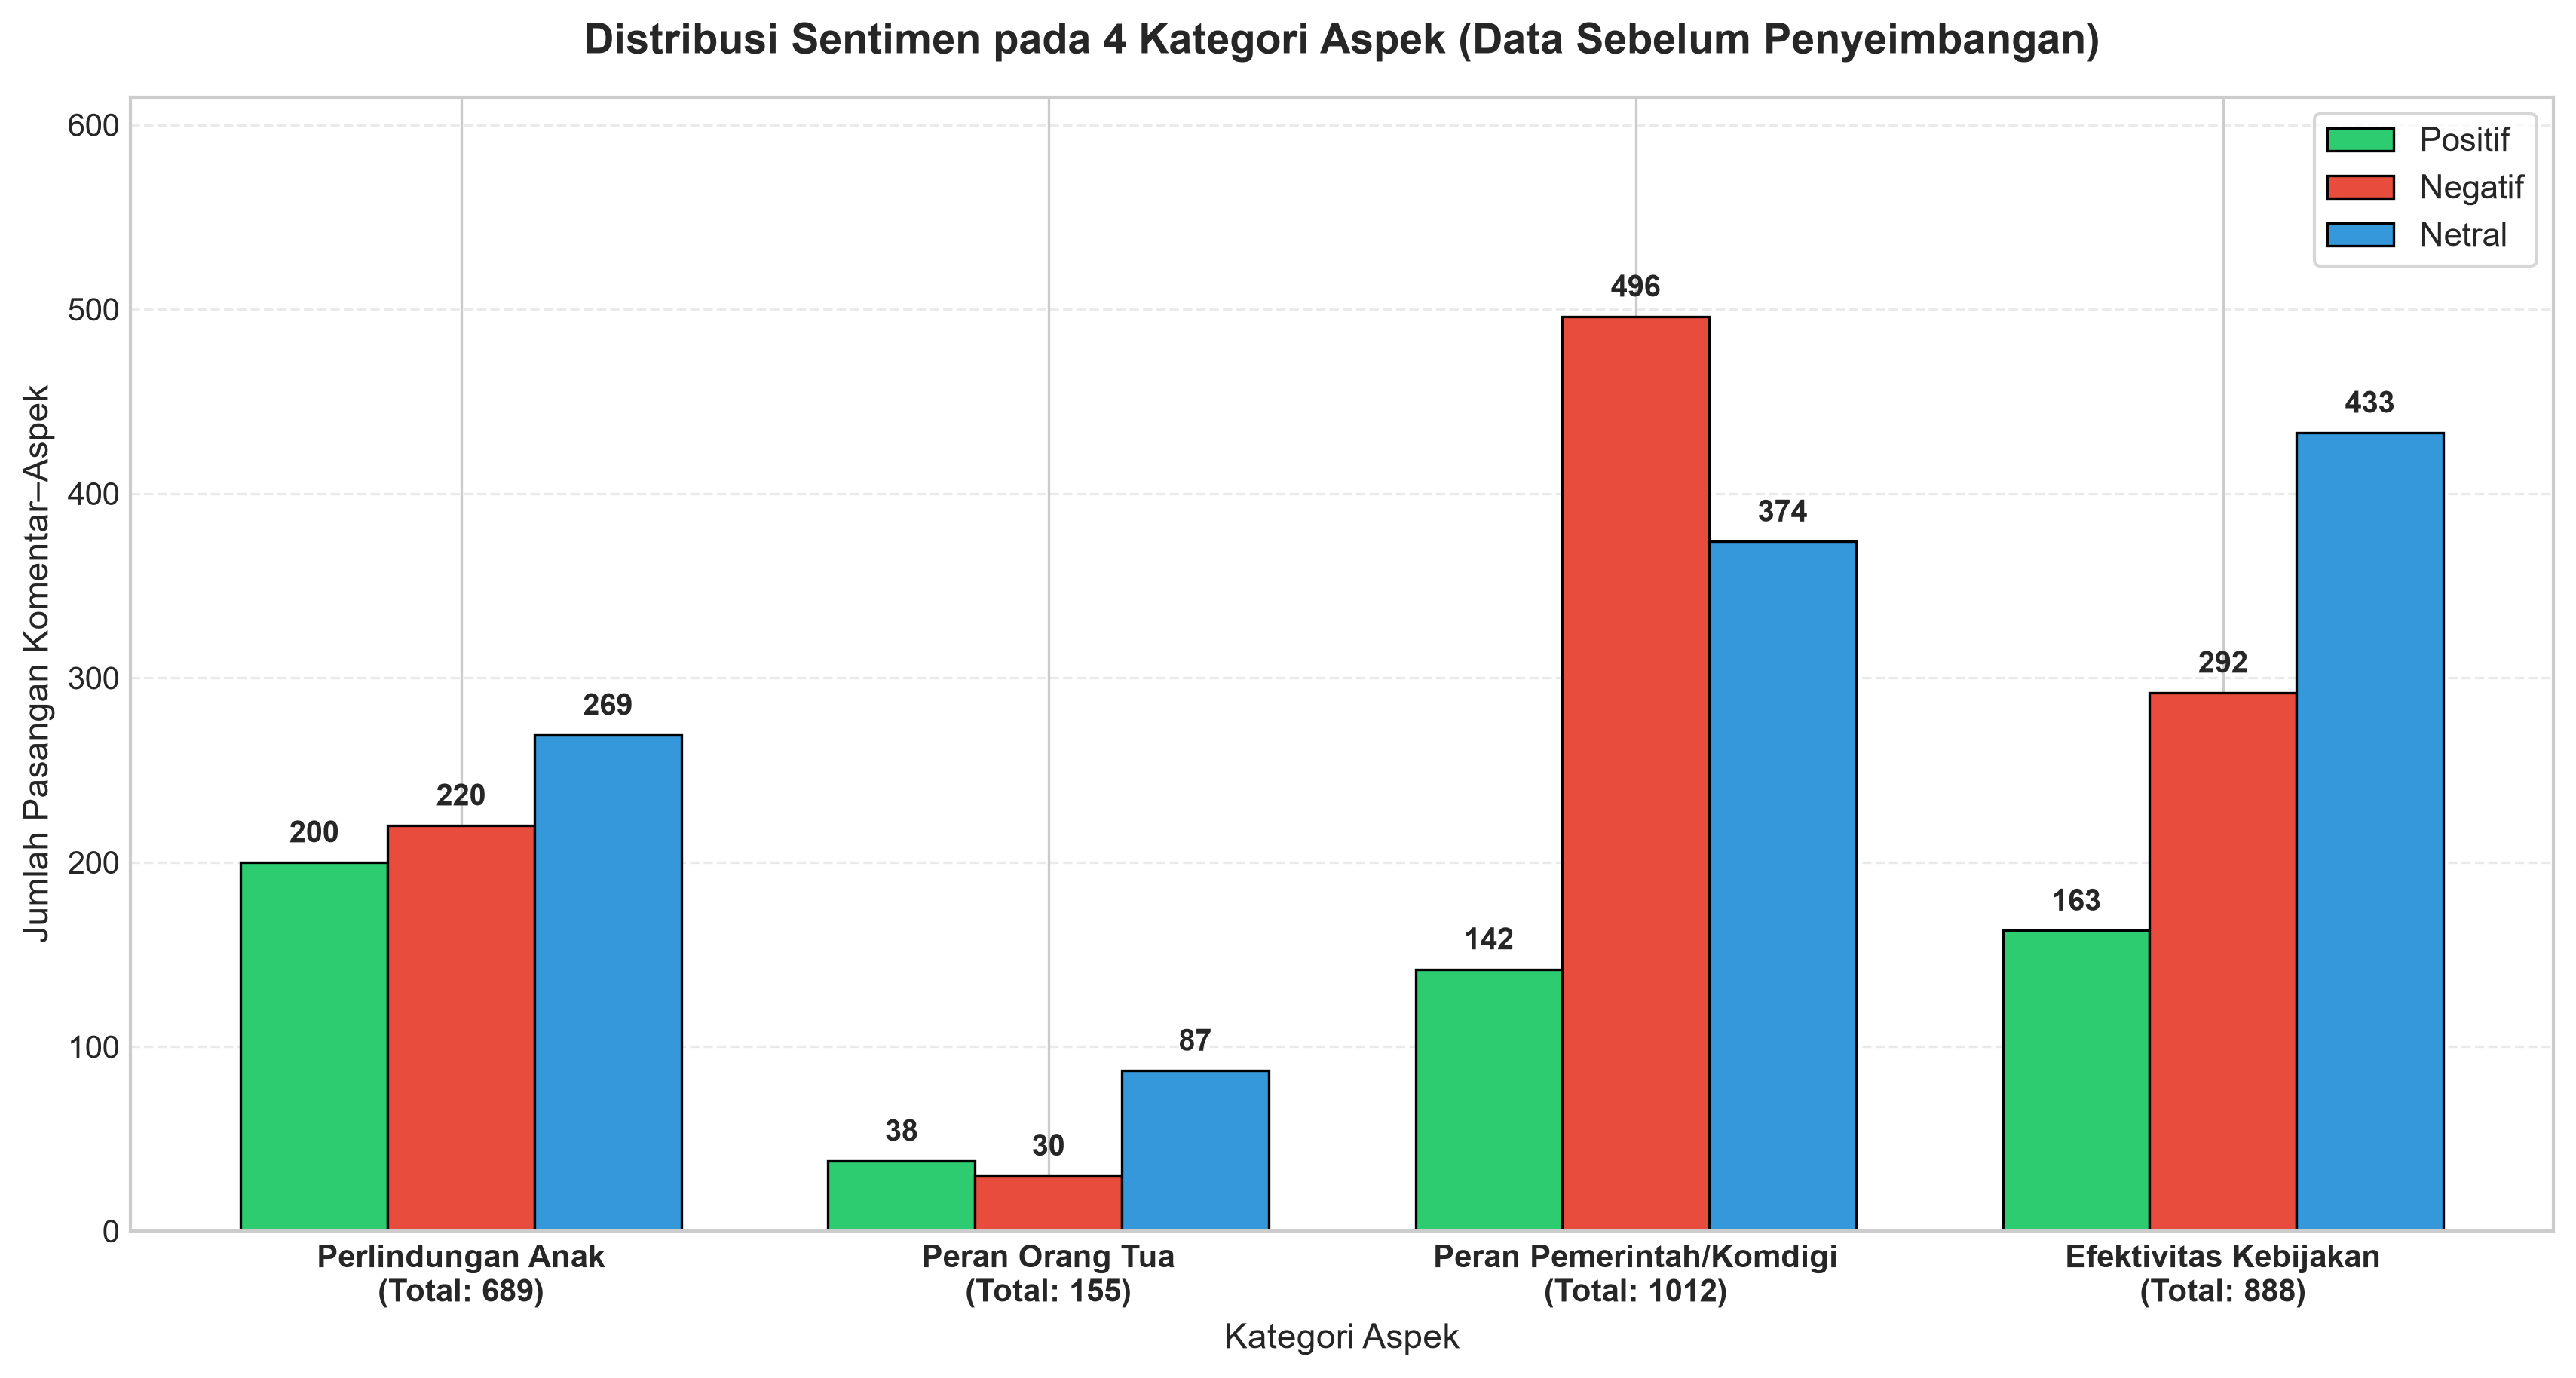 Distribusi Sentimen pada 4 Kategori Aspek (Data Sebelum Penyeimbangan)
Jumlah Pasangan Komentar–Aspek
600
500
400
300
200
100
0
Positif
Negatif
Netral
200
220
269
38
30
87
142
496
374
163
292
433
Perlindungan Anak
(Total: 689)
Peran Orang Tua
(Total: 155)
Peran Pemerintah/Komdigi
(Total: 1012)
Efektivitas Kebijakan
(Total: 888)
Kategori Aspek